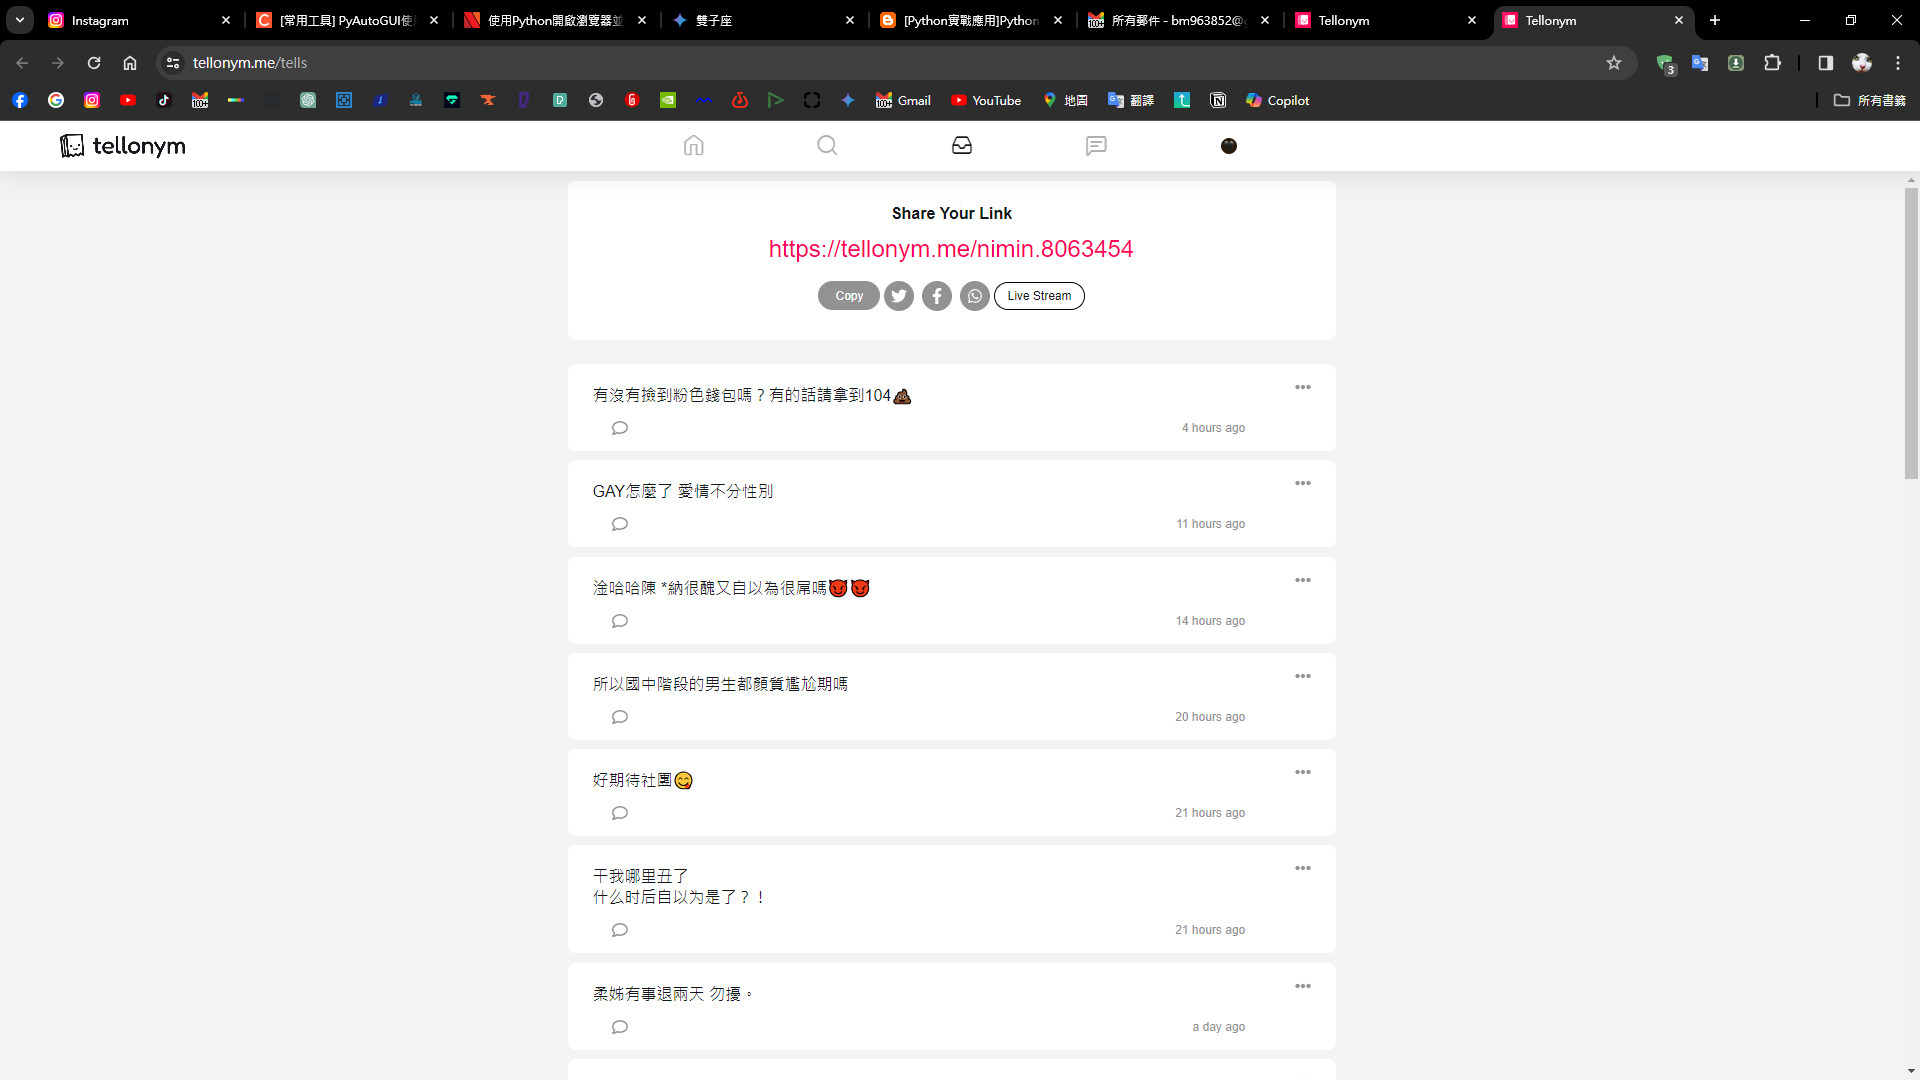 Instagram
[常用工具] PyAutoGUI使
使用Python開啟瀏覽器並
雙子座
[Python實戰應用]Python
所有郵件 - bm963852@g
Tellonym
Tellonym
tellonym.me/tells
3
Gmail
YouTube
地圖
翻譯
Copilot
所有書籤
tellonym
Share Your Link
https://tellonym.me/nimin.8063454
Copy
Live Stream
有沒有撿到粉色錢包嗎？有的話請拿到104💩
4 hours ago
GAY怎麼了 愛情不分性別
11 hours ago
淦哈哈陳 *納很醜又自以為很屌嗎😈😈
14 hours ago
所以國中階段的男生都顏質尷尬期嗎
20 hours ago
好期待社團😋
21 hours ago
干我哪里丑了
什么时后自以为是了？！
21 hours ago
柔姊有事退兩天 勿擾。
a day ago